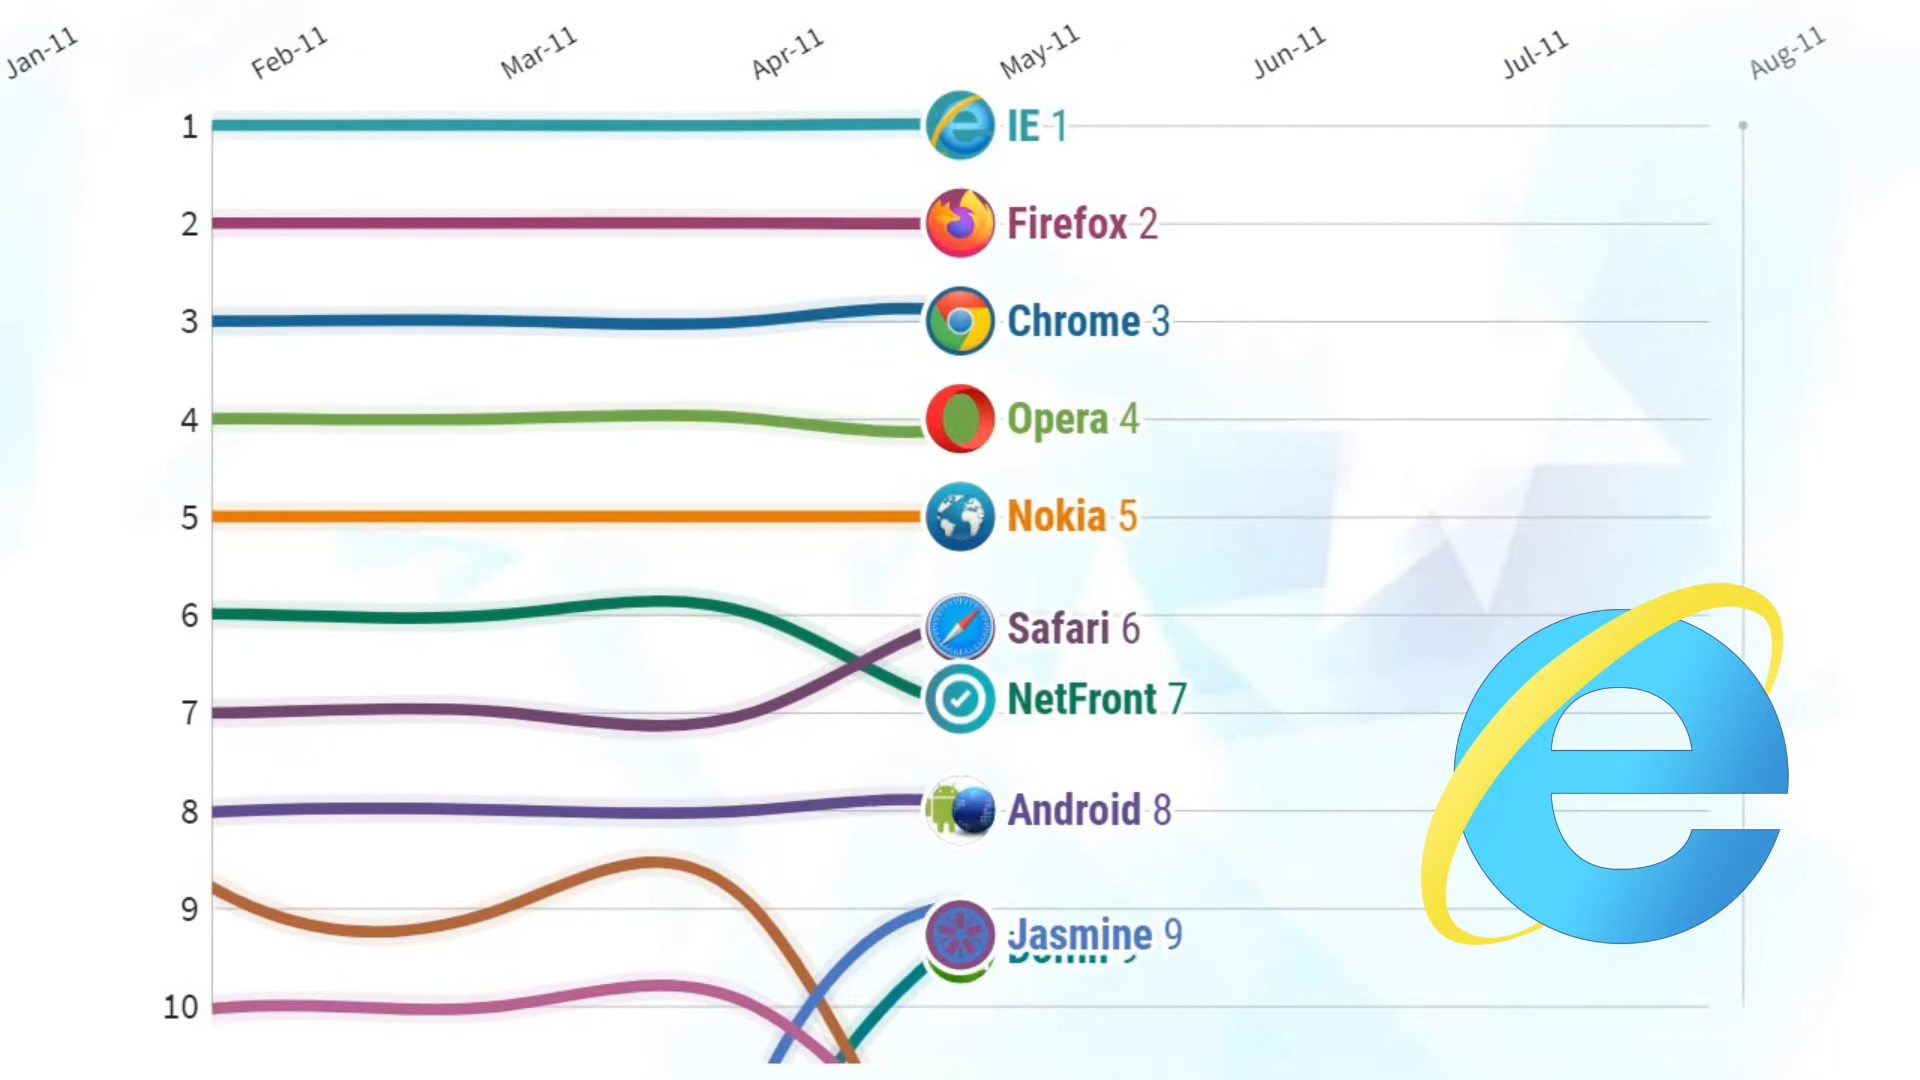 Jan-11 Feb-11 Mar-11 Apr-11 May-11 Jun-11 Jul-11 Aug-11
1 IE 1
2 Firefox 2
3 Chrome 3
4 Opera 4
5 Nokia 5
6 Safari 6
7 NetFront 7
8 Android 8
9 Jasmine 9
10